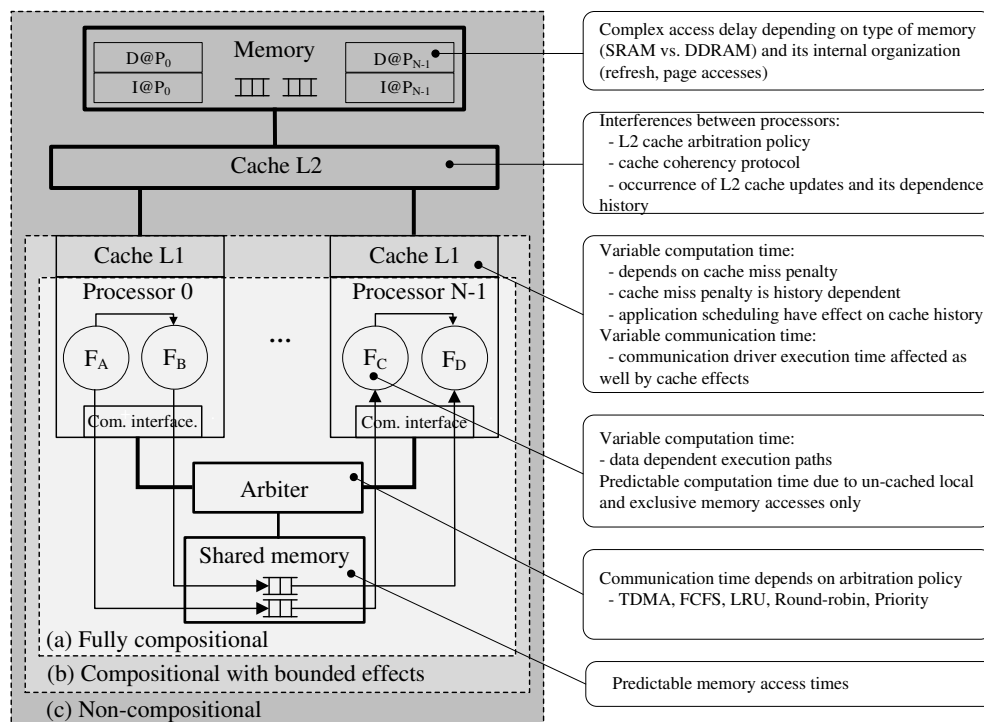 Memory
D@P0
I@P0
D@PN-1
I@PN-1
Cache L2
Cache L1
Cache L1
Processor 0
Processor N-1
FA
FB
...
FC
FD
Com. interface.
Com. interface
Arbiter
Shared memory
(a) Fully compositional
(b) Compositional with bounded effects
(c) Non-compositional
Complex access delay depending on type of memory
(SRAM vs. DDRAM) and its internal organization
(refresh, page accesses)
Interferences between processors:
- L2 cache arbitration policy
- cache coherency protocol
- occurrence of L2 cache updates and its dependence
history
Variable computation time:
- depends on cache miss penalty
- cache miss penalty is history dependent
- application scheduling have effect on cache history
Variable communication time:
- communication driver execution time affected as
well by cache effects
Variable computation time:
- data dependent execution paths
Predictable computation time due to un-cached local
and exclusive memory accesses only
Communication time depends on arbitration policy
- TDMA, FCFS, LRU, Round-robin, Priority
Predictable memory access times